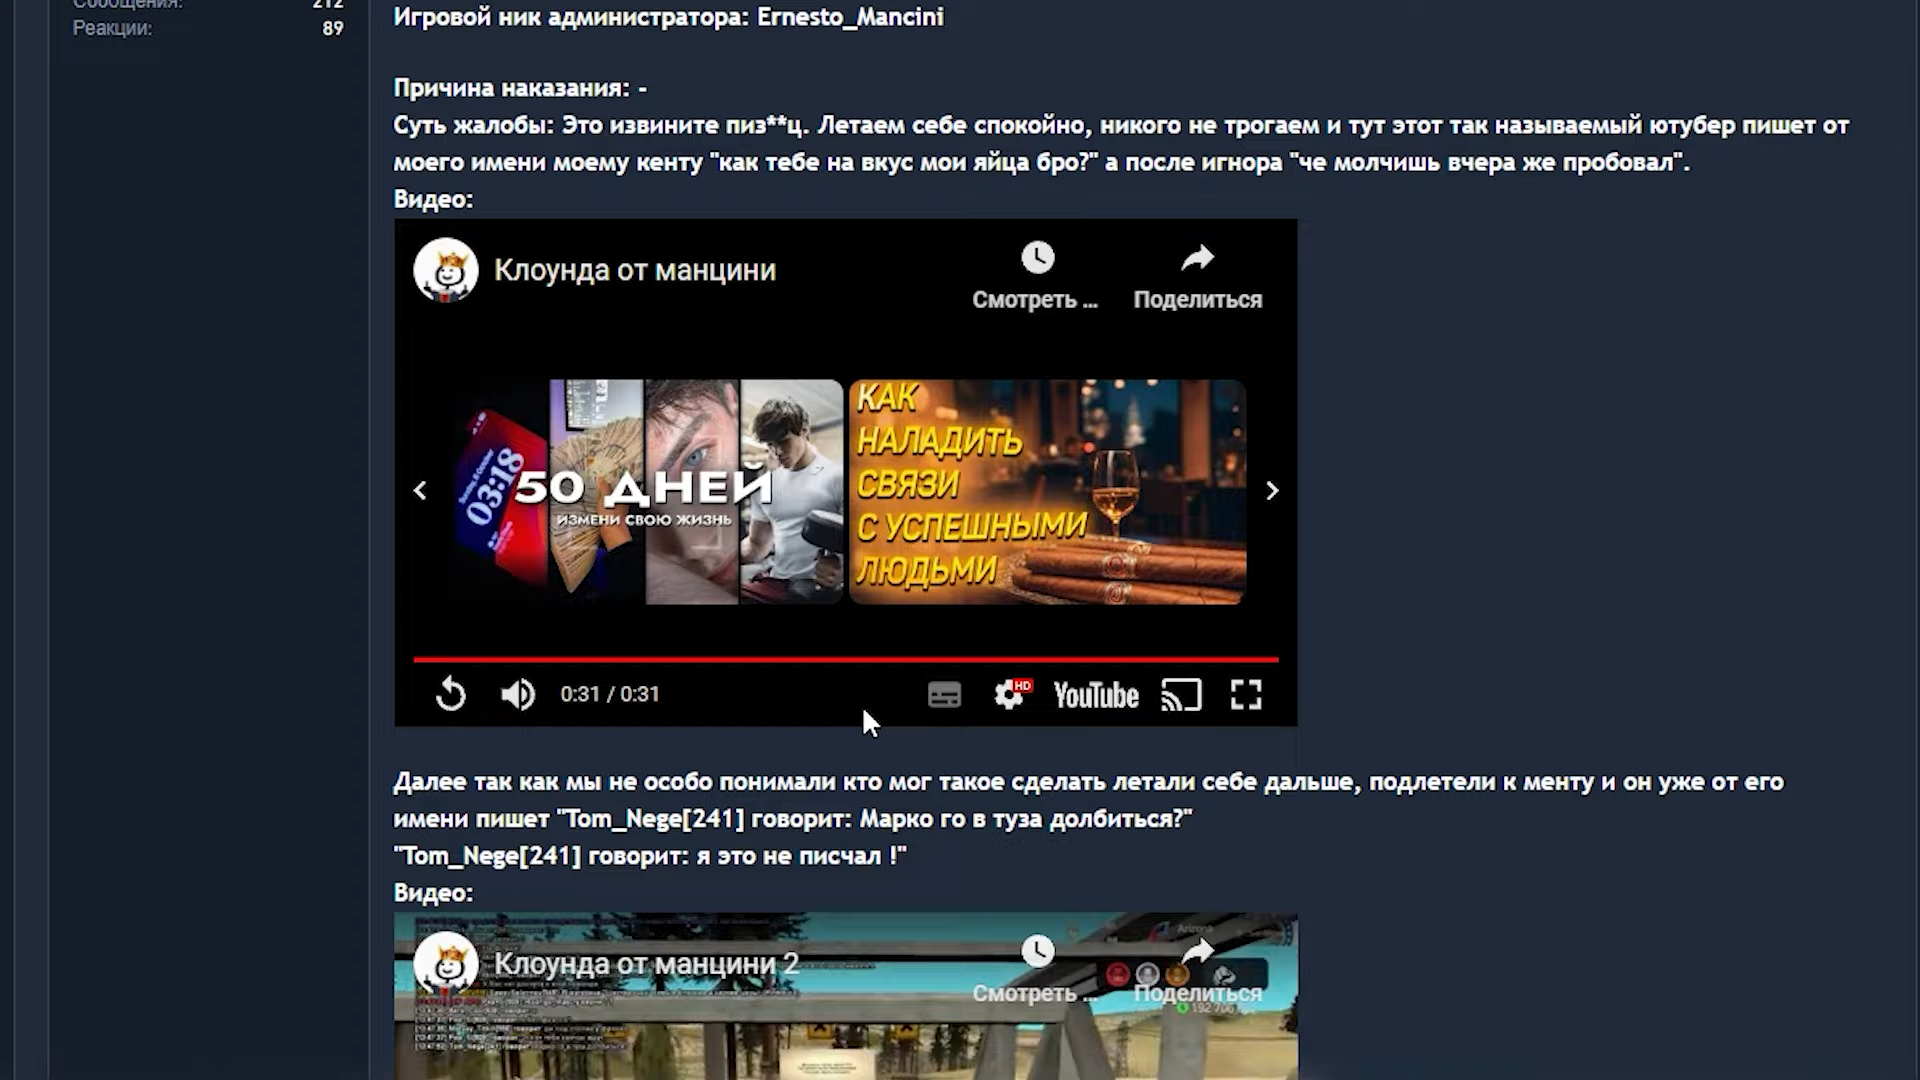 Сообщения: 212
Реакции: 89
Игровой ник администратора: Ernesto_Mancini
Причина наказания: -
Суть жалобы: Это извините пиз**ц. Летаем себе спокойно, никого не трогаем и тут этот так называемый ютубер пишет от
моего имени моему кенту "как тебе на вкус мои яйца бро?" а после игнора "че молчишь вчера же пробовал".
Видео:
Клоунда от манцини
Смотреть ...
Поделиться
03:18
50 ДНЕЙ
ИЗМЕНИ СВОЮ ЖИЗНЬ
КАК
НАЛАДИТЬ
СВЯЗИ
С УСПЕШНЫМИ
ЛЮДЬМИ
0:31 / 0:31
HD
YouTube
Далее так как мы не особо понимали кто мог такое сделать летали себе дальше, подлетели к менту и он уже от его
имени пишет "Tom_Nege[241] говорит: Марко го в туза долбиться?"
"Tom_Nege[241] говорит: я это не писчал !"
Видео:
Клоунда от манцини 2
Смотреть ...
Поделиться
Arizona